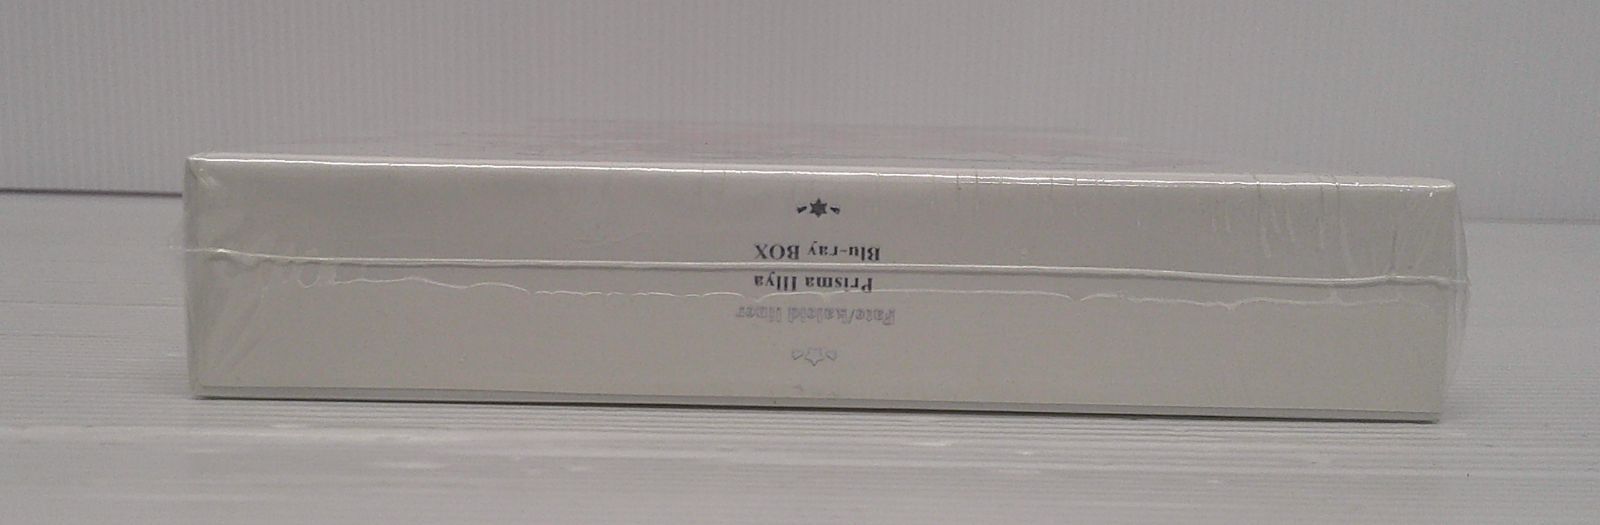 Fate/kaleid liner
Prisma Illya
Blu-ray BOX